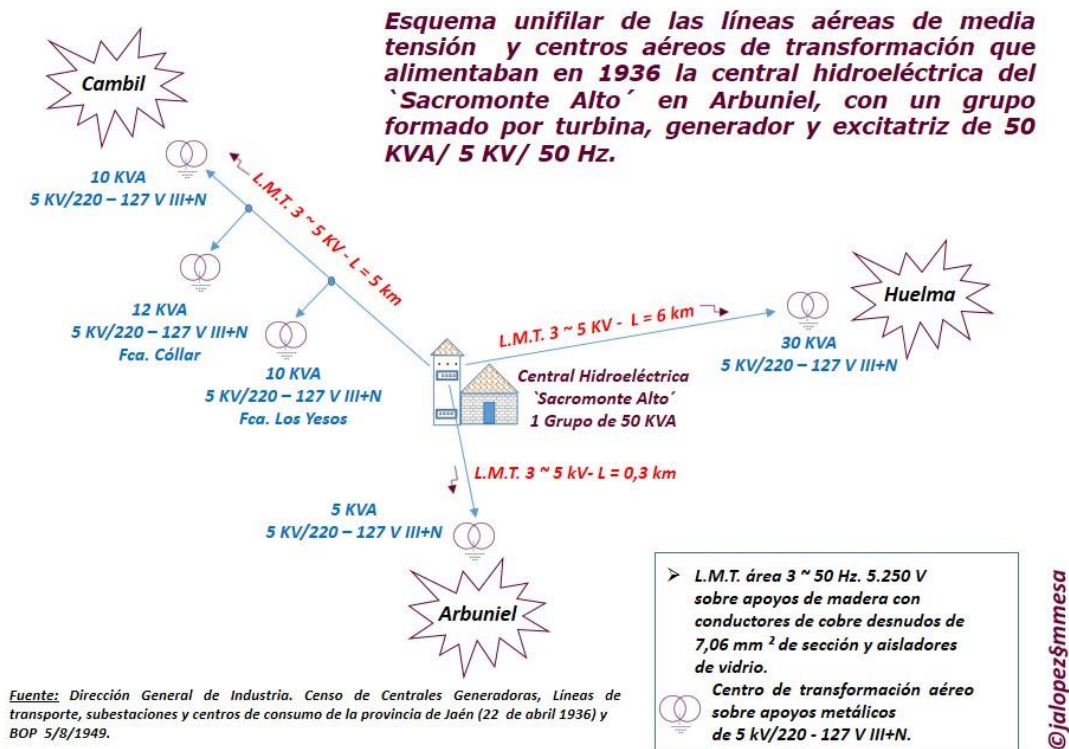 Esquema unifilar de las líneas aéreas de media
tensión y centros aéreos de transformación que
alimentaban en 1936 la central hidroeléctrica del
`Sacromonte Alto´ en Arbuniel, con un grupo
formado por turbina, generador y excitatriz de 50
KVA/ 5 KV/ 50 Hz.
Cambil
10 KVA
5 KV/220 – 127 V III+N
L.M.T. 3 ~ 5 KV - L = 5 km
12 KVA
5 KV/220 – 127 V III+N
Fca. Cóllar
10 KVA
5 KV/220 – 127 V III+N
Fca. Los Yesos
L.M.T. 3 ~ 5 KV - L = 6 km
Huelma
30 KVA
5 KV/220 – 127 V III+N
Central Hidroeléctrica
`Sacromonte Alto´
1 Grupo de 50 KVA
L.M.T. 3 ~ 5 kV- L = 0,3 km
5 KVA
5 KV/220 – 127 V III+N
Arbuniel
➢ L.M.T. área 3 ~ 50 Hz. 5.250 V
sobre apoyos de madera con
conductores de cobre desnudos de
7,06 mm ² de sección y aisladores
de vidrio.
Centro de transformación aéreo
sobre apoyos metálicos
de 5 kV/220 - 127 V III+N.
Fuente: Dirección General de Industria. Censo de Centrales Generadoras, Líneas de
transporte, subestaciones y centros de consumo de la provincia de Jaén (22 de abril 1936) y
BOP 5/8/1949.
©jalopez§mmesa